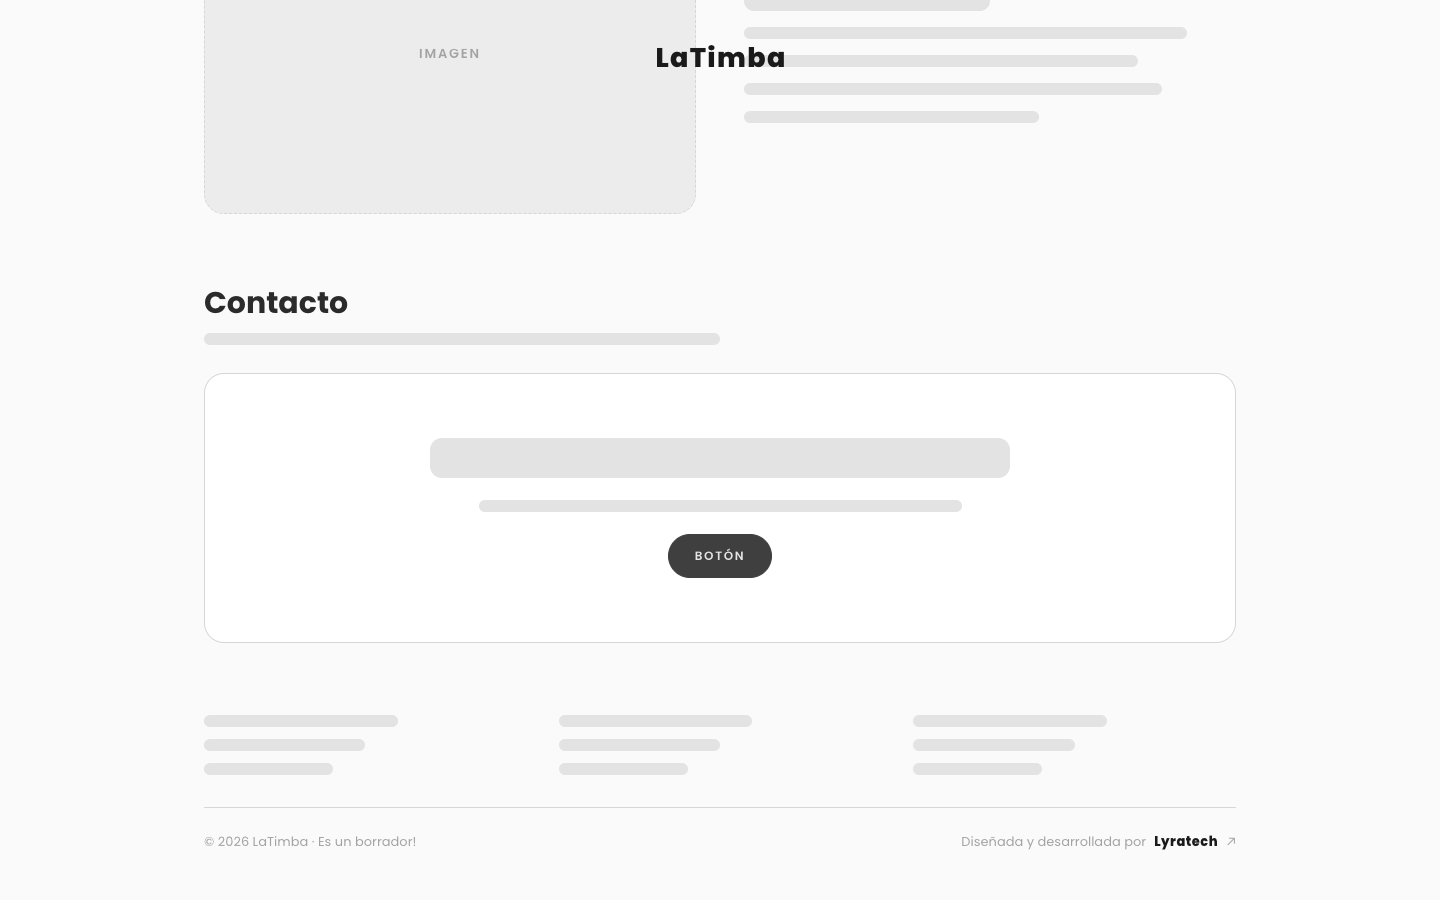 IMAGEN
LaTimba
Contacto
BOTÓN
© 2026 LaTimba · Es un borrador!
Diseñada y desarrollada por Lyratech ↗